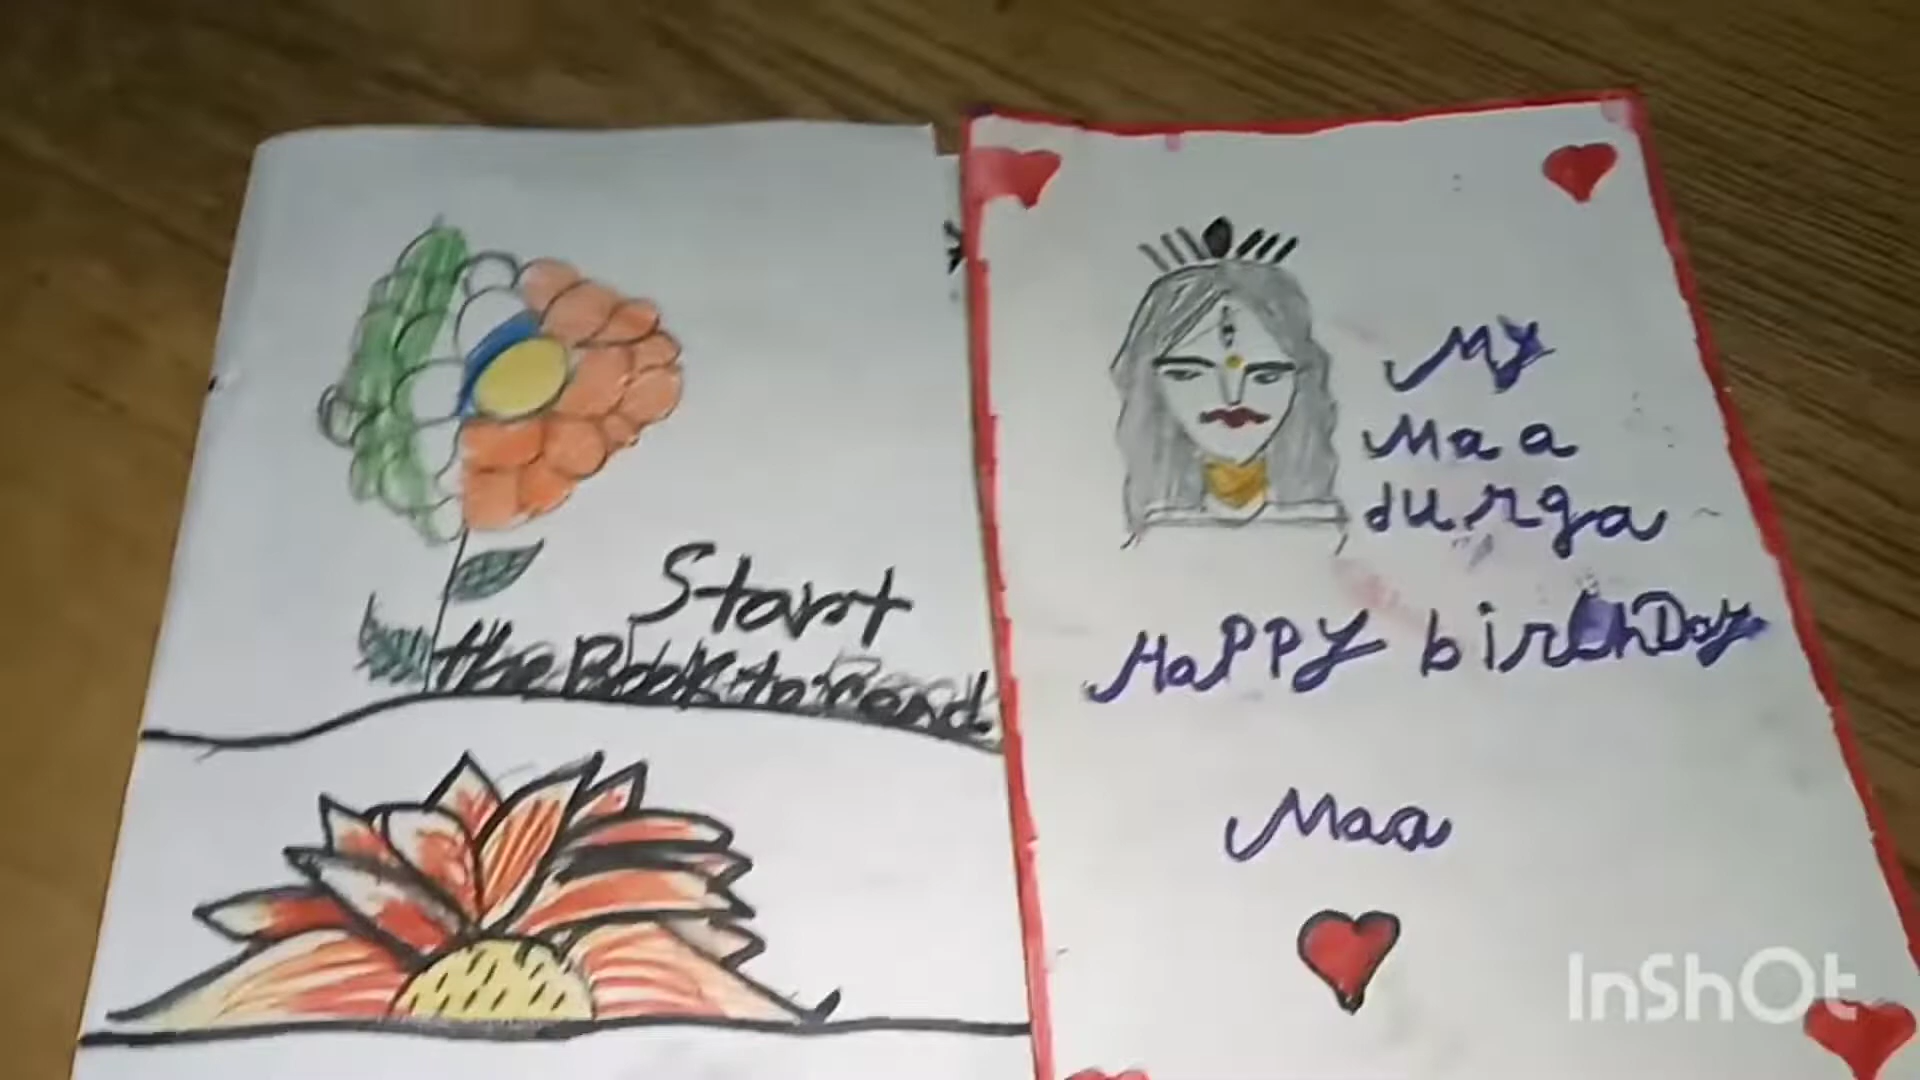 Start
the Book to read.
My
Maa
durga
HaPPY birthDay
Maa
InShOt